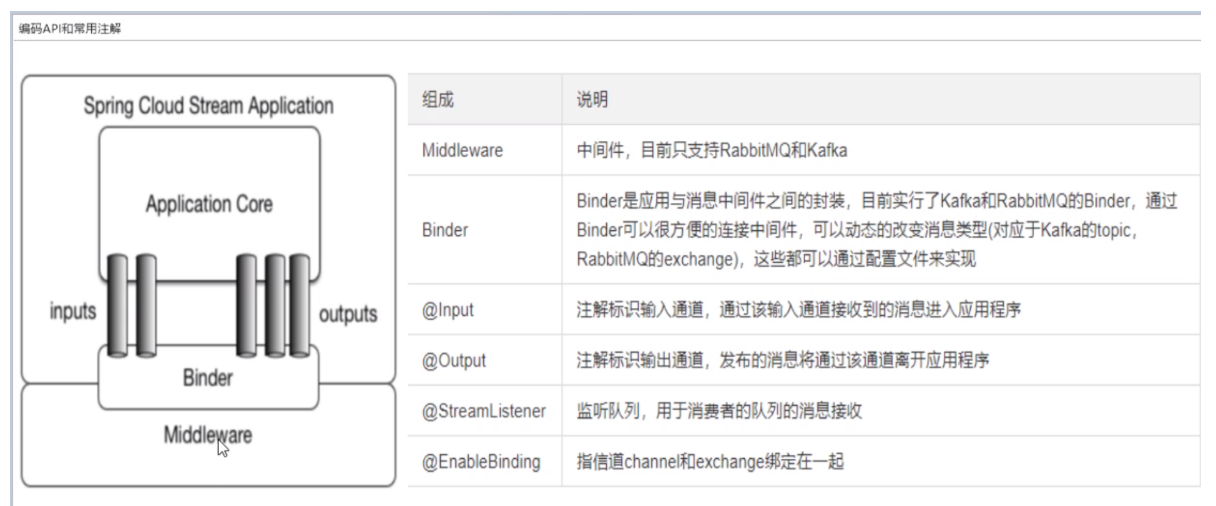 编码API和常用注解
Spring Cloud Stream Application
Application Core
inputs
outputs
Binder
Middleware
组成 说明
Middleware 中间件，目前只支持RabbitMQ和Kafka
Binder Binder是应用与消息中间件之间的封装，目前实行了Kafka和RabbitMQ的Binder，通过
Binder可以很方便的连接中间件，可以动态的改变消息类型(对应于Kafka的topic，
RabbitMQ的exchange)，这些都可以通过配置文件来实现
@Input 注解标识输入通道，通过该输入通道接收到的消息进入应用程序
@Output 注解标识输出通道，发布的消息将通过该通道离开应用程序
@StreamListener 监听队列，用于消费者的队列的消息接收
@EnableBinding 指信道channel和exchange绑定在一起